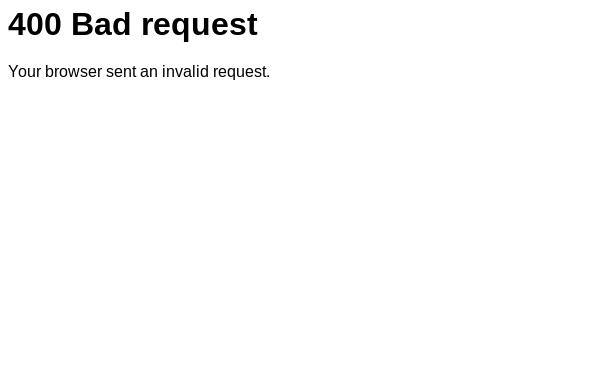 400 Bad request
Your browser sent an invalid request.